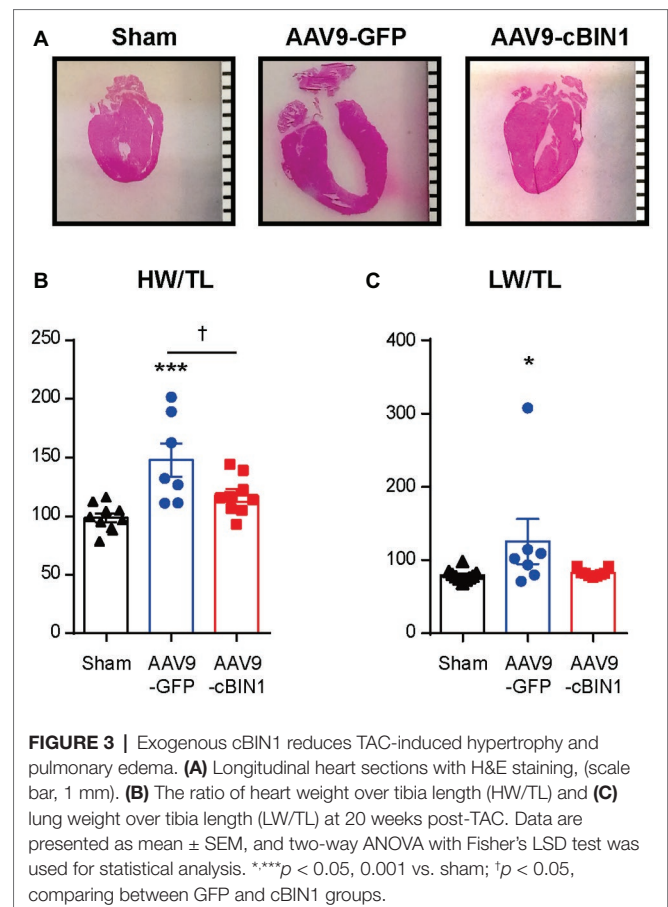 A
Sham
AAV9-GFP
AAV9-cBIN1
B
HW/TL
250
200
150
100
50
0
***
†
Sham
AAV9
-GFP
AAV9
-cBIN1
C
LW/TL
400
300
200
100
0
*
Sham
AAV9
-GFP
AAV9
-cBIN1
FIGURE 3 | Exogenous cBIN1 reduces TAC-induced hypertrophy and
pulmonary edema. (A) Longitudinal heart sections with H&E staining, (scale
bar, 1 mm). (B) The ratio of heart weight over tibia length (HW/TL) and (C)
lung weight over tibia length (LW/TL) at 20 weeks post-TAC. Data are
presented as mean ± SEM, and two-way ANOVA with Fisher's LSD test was
used for statistical analysis. *,***p < 0.05, 0.001 vs. sham; †p < 0.05,
comparing between GFP and cBIN1 groups.